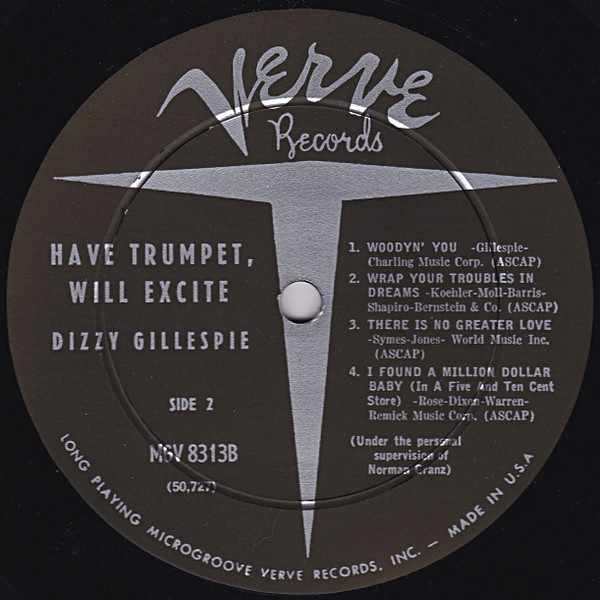 Verve
Records
HAVE TRUMPET,
WILL EXCITE
DIZZY GILLESPIE
SIDE 2
MGV 8313B
(50,727)
1. WOODYN' YOU -Gillespie-
Charling Music Corp. (ASCAP)
2. WRAP YOUR TROUBLES IN
DREAMS -Koehler-Moll-Barris-
Shapiro-Bernstein & Co. (ASCAP)
3. THERE IS NO GREATER LOVE
-Symes-Jones- World Music Inc.
(ASCAP)
4. I FOUND A MILLION DOLLAR
BABY (In A Five And Ten Cent
Store) -Rose-Dixon-Warren-
Remick Music Corp. (ASCAP)
(Under the personal
supervision of
Norman Granz)
LONG PLAYING MICROGROOVE VERVE RECORDS, INC. — MADE IN U.S.A